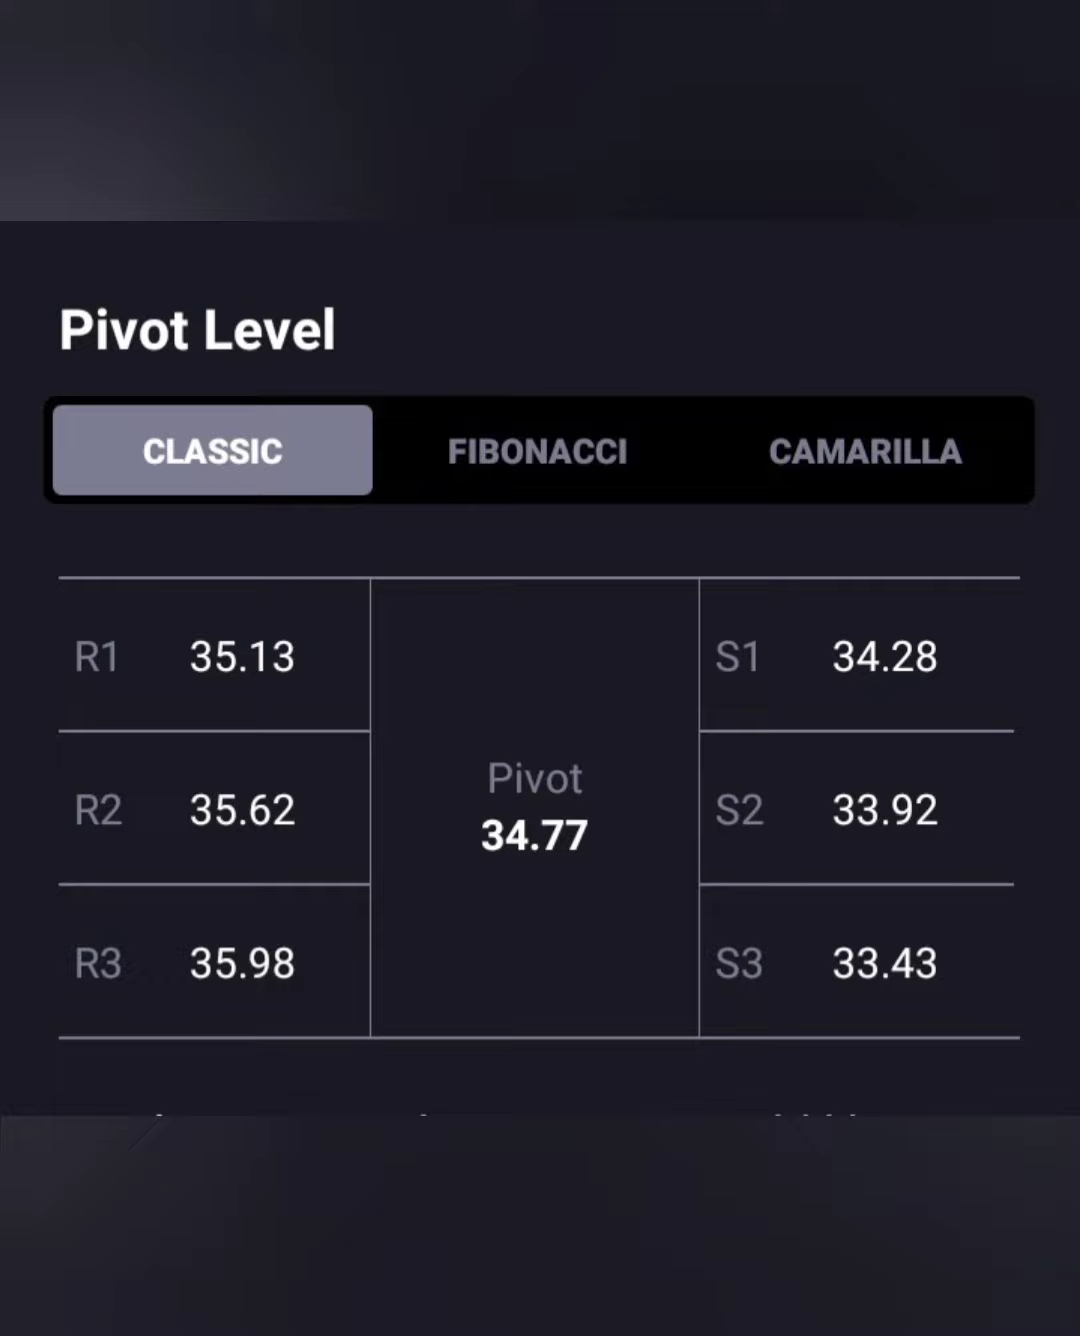 Pivot Level
CLASSIC FIBONACCI CAMARILLA
R1 35.13 S1 34.28
R2 35.62 Pivot 34.77 S2 33.92
R3 35.98 S3 33.43